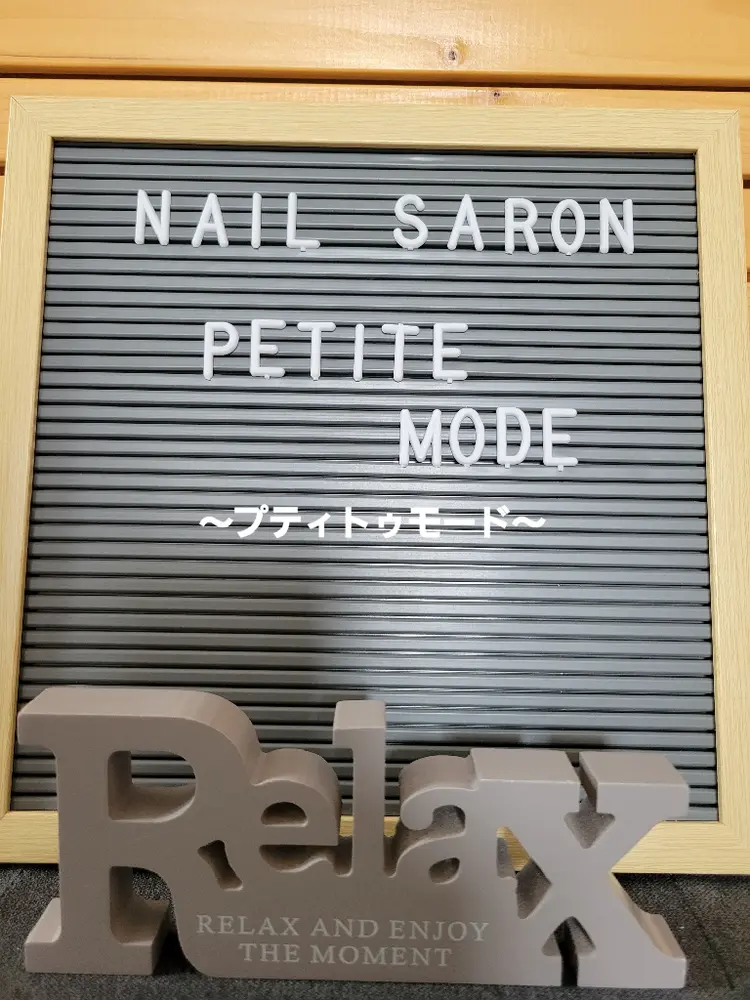 NAIL SARON
PETITE
MODE
～プティトゥモード～
Relax
RELAX AND ENJOY
THE MOMENT